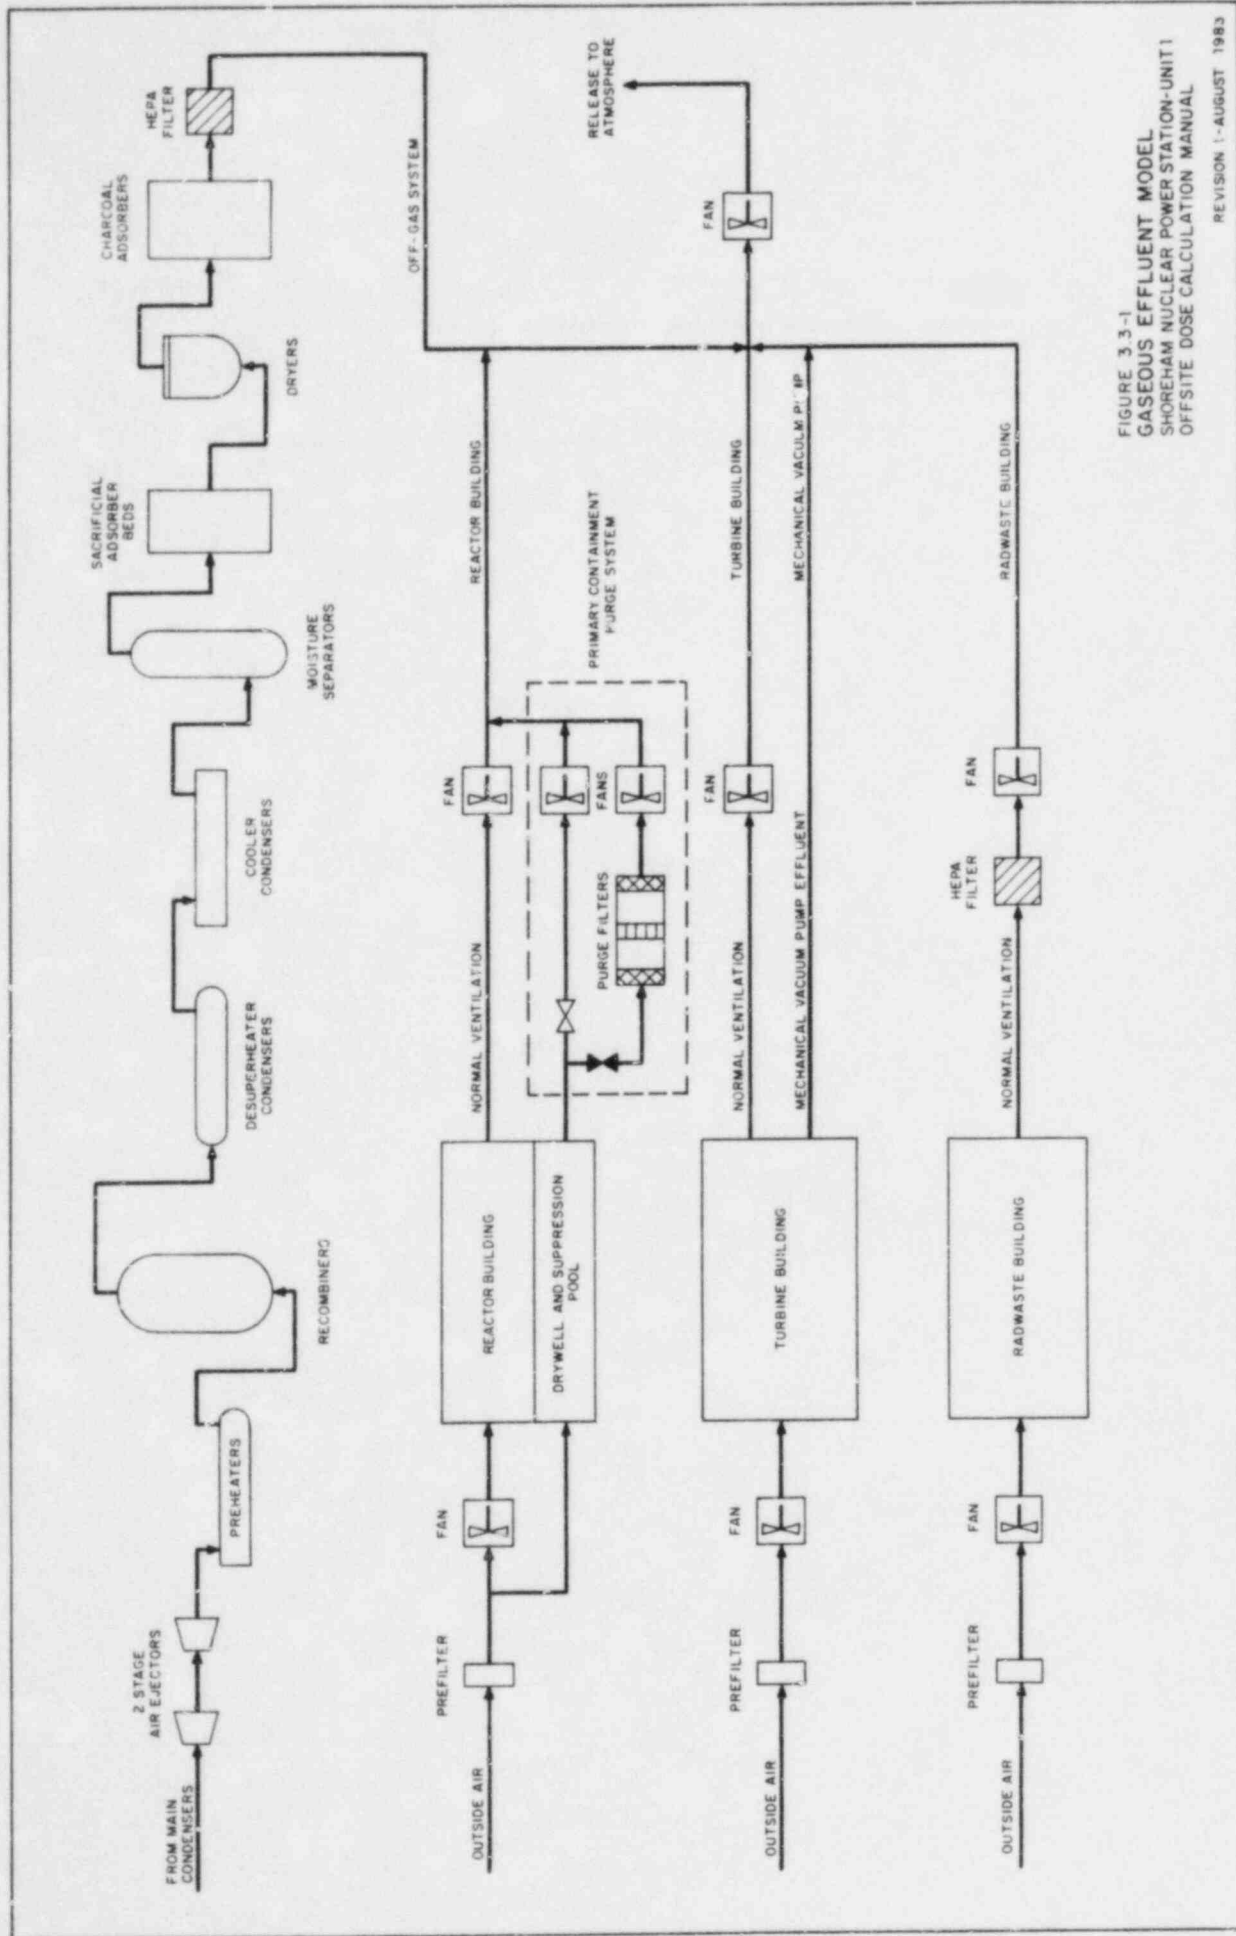 FROM MAIN
CONDENSERS
2 STAGE
AIR EJECTORS
PREHEATERS
RECOMBINERS
DESUPERHEATER
CONDENSERS
COOLER
CONDENSERS
MOISTURE
SEPARATORS
SACRIFICIAL
ADSORBER
BEDS
DRYERS
CHARCOAL
ADSORBERS
HEPA
FILTER
OFF-GAS SYSTEM
OUTSIDE AIR
PREFILTER
FAN
REACTOR BUILDING
DRYWELL AND SUPPRESSION
POOL
NORMAL VENTILATION
FAN
REACTOR BUILDING
PURGE FILTERS
FANS
PRIMARY CONTAINMENT
PURGE SYSTEM
RELEASE TO
ATMOSPHERE
OUTSIDE AIR
PREFILTER
FAN
TURBINE BUILDING
NORMAL VENTILATION
FAN
TURBINE BUILDING
FAN
MECHANICAL VACUUM PUMP EFFLUENT
MECHANICAL VACULM
OUTSIDE AIR
PREFILTER
FAN
RADWASTE BUILDING
NORMAL VENTILATION
HEPA
FILTER
FAN
RADWASTE BUILDING
FIGURE 3.3-1
GASEOUS EFFLUENT MODEL
SHOREHAM NUCLEAR POWER STATION-UNIT 1
OFFSITE DOSE CALCULATION MANUAL
REVISION 1-AUGUST 1983